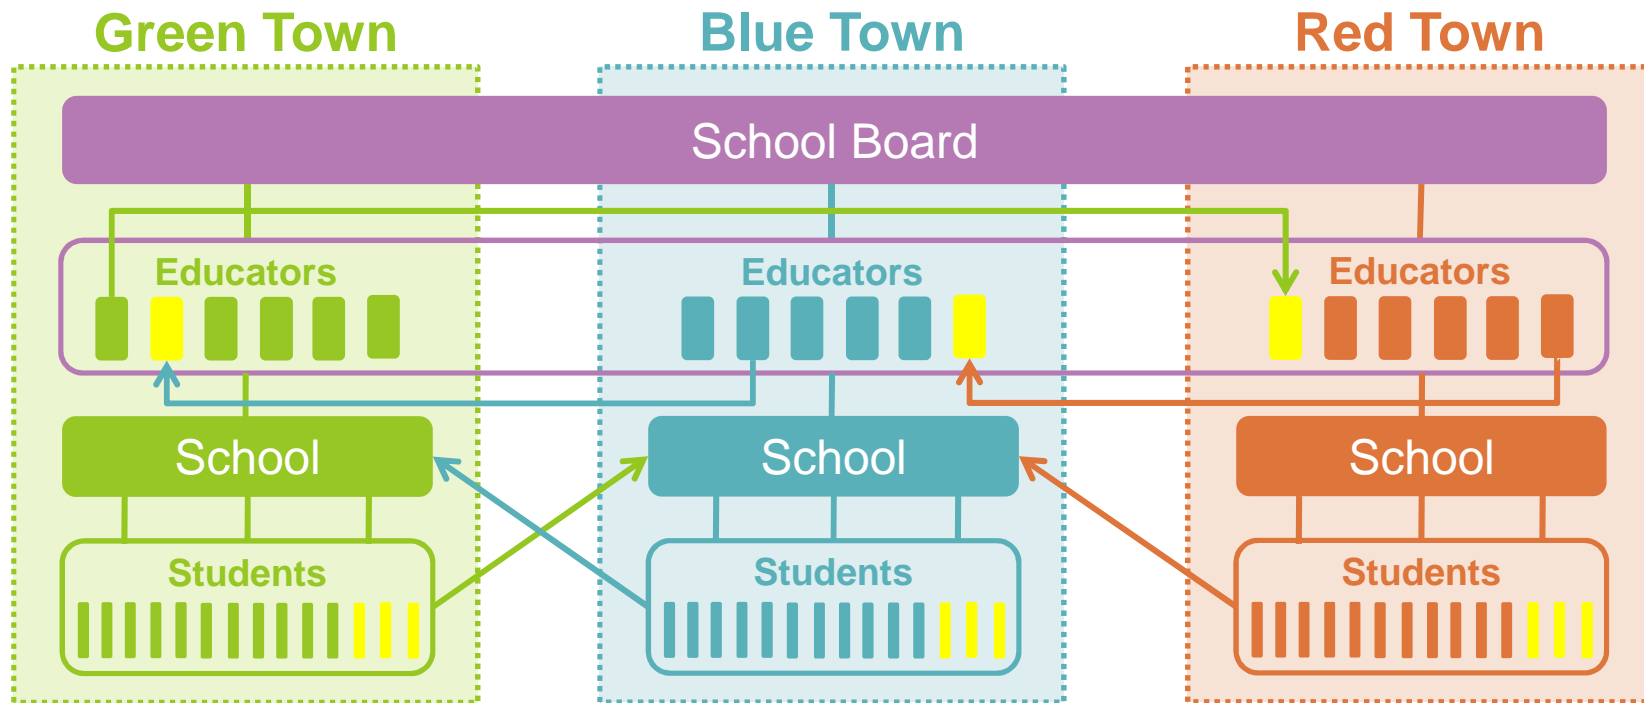 Green Town
Blue Town
Red Town
School Board
Educators
Educators
Educators
School
School
School
Students
Students
Students